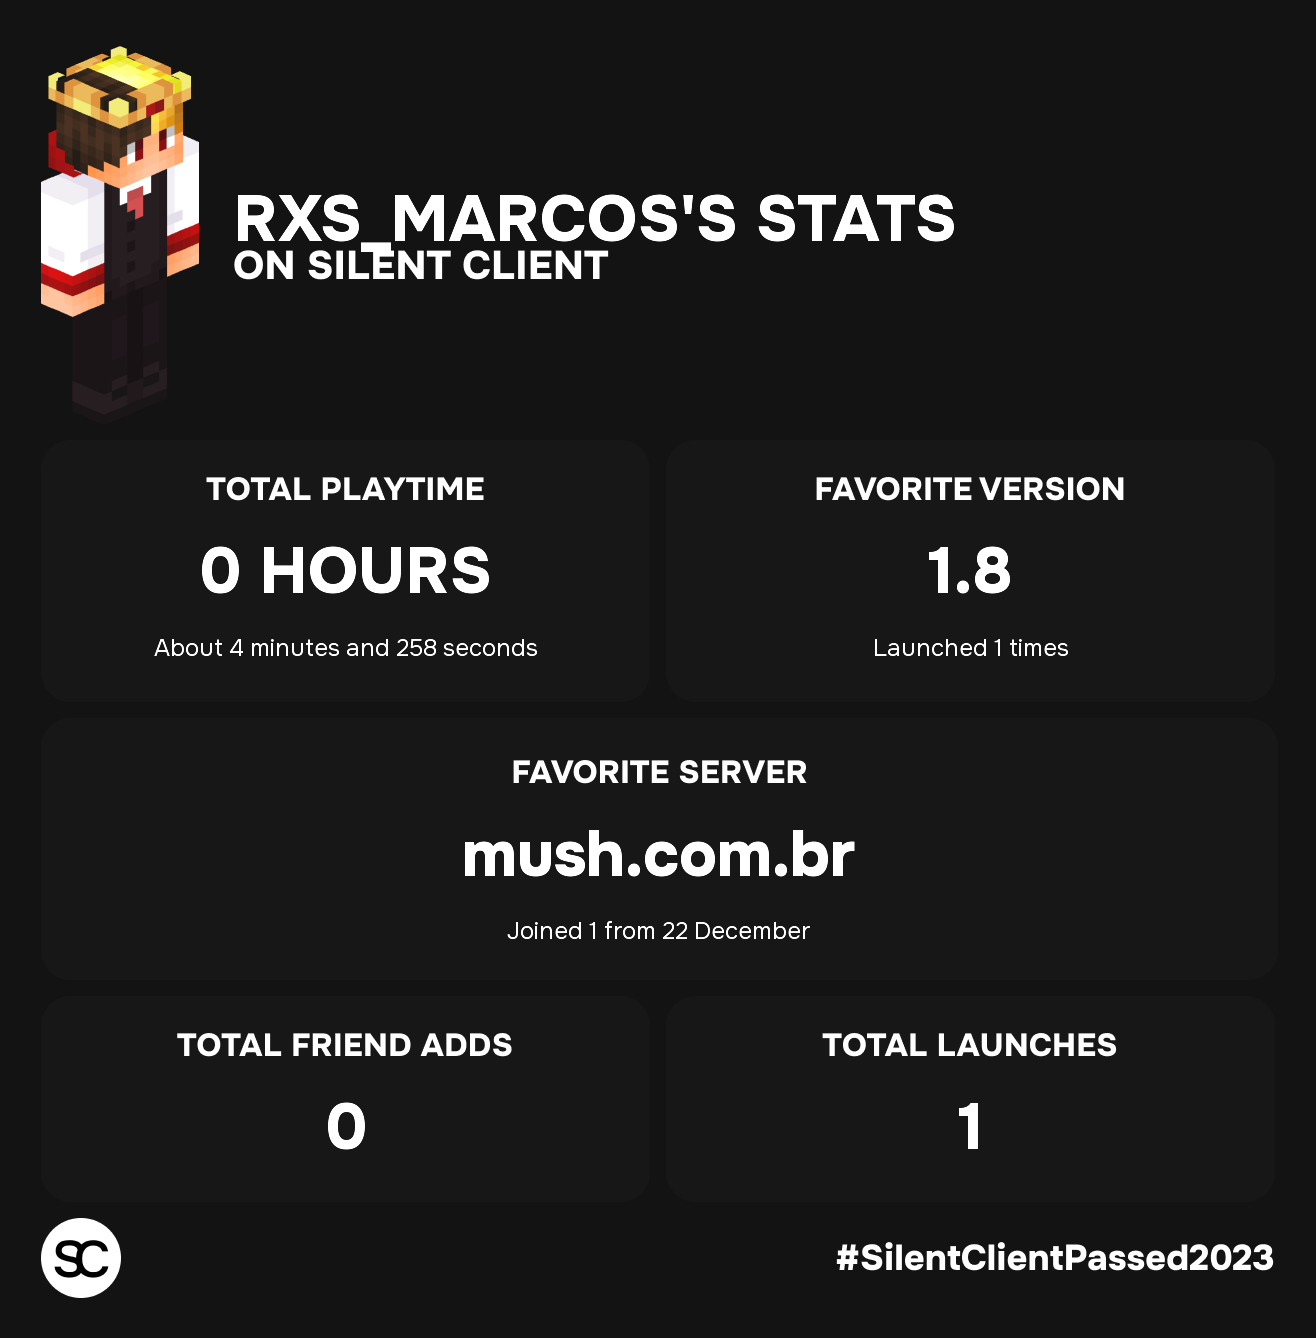 RXS_MARCOS'S STATS
ON SILENT CLIENT
TOTAL PLAYTIME
0 HOURS
About 4 minutes and 258 seconds
FAVORITE VERSION
1.8
Launched 1 times
FAVORITE SERVER
mush.com.br
Joined 1 from 22 December
TOTAL FRIEND ADDS
0
TOTAL LAUNCHES
1
SC
#SilentClientPassed2023